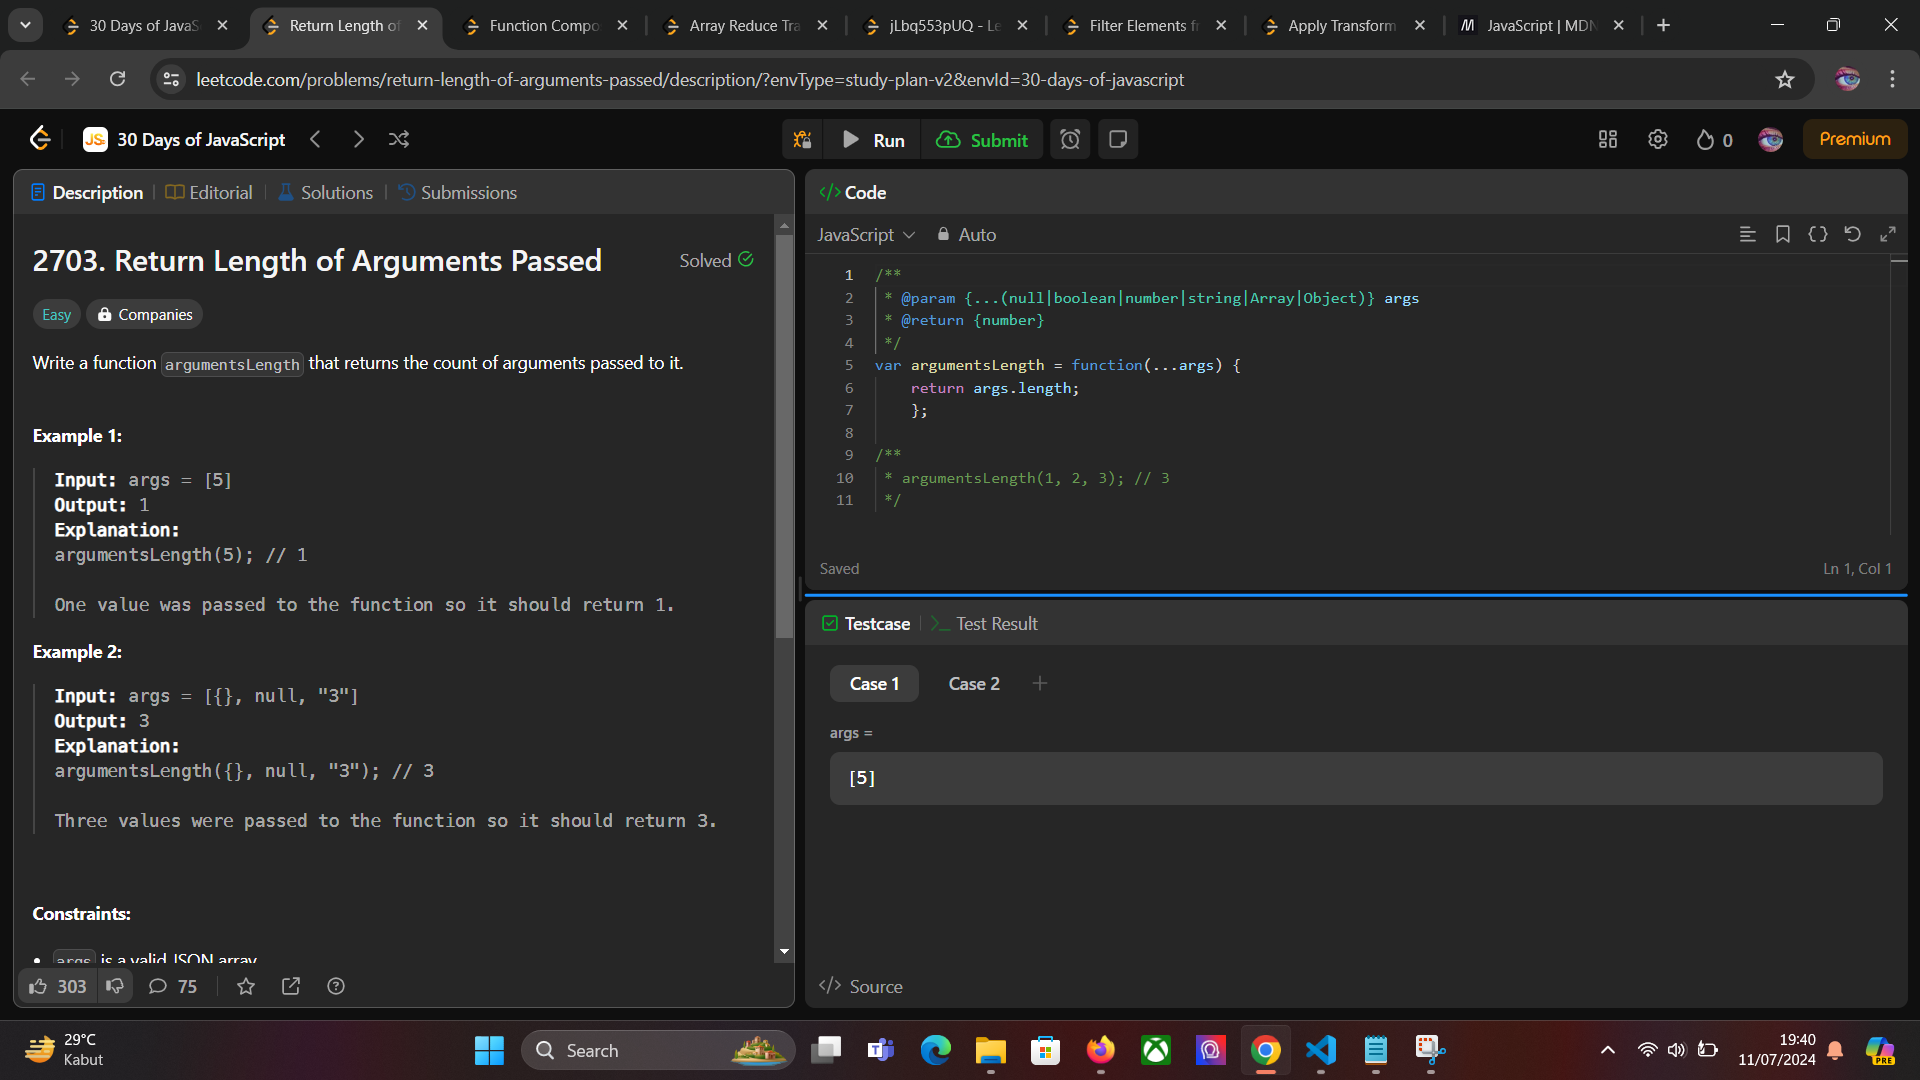 30 Days of JavaS
Return Length of
Function Compo
Array Reduce Tra
jLbq553pUQ - Le
Filter Elements fr
Apply Transform
JavaScript | MDN
leetcode.com/problems/return-length-of-arguments-passed/description/?envType=study-plan-v2&envId=30-days-of-javascript
JS 30 Days of JavaScript
Run
Submit
0
Premium
Description
Editorial
Solutions
Submissions
2703. Return Length of Arguments Passed
Solved
Easy
Companies
Write a function argumentsLength that returns the count of arguments passed to it.
Example 1:
Input: args = [5]
Output: 1
Explanation:
argumentsLength(5); // 1
One value was passed to the function so it should return 1.
Example 2:
Input: args = [{}, null, "3"]
Output: 3
Explanation:
argumentsLength({}, null, "3"); // 3
Three values were passed to the function so it should return 3.
Constraints:
• args is a valid JSON array
303
75
</> Code
JavaScript
Auto
1 /**
2 * @param {...(null|boolean|number|string|Array|Object)} args
3 * @return {number}
4 */
5 var argumentsLength = function(...args) {
6 return args.length;
7 };
8
9 /**
10 * argumentsLength(1, 2, 3); // 3
11 */
Saved
Ln 1, Col 1
Testcase
>_ Test Result
Case 1
Case 2
+
args =
[5]
</> Source
29°C
Kabut
Search
19:40
11/07/2024
PRE